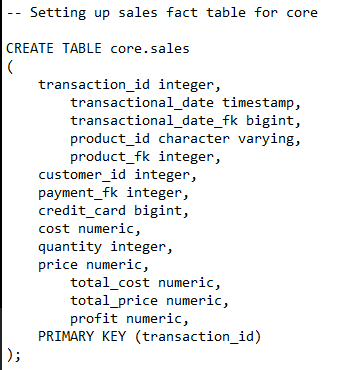 -- Setting up sales fact table for core
CREATE TABLE core.sales
(
transaction_id integer,
transactional_date timestamp,
transactional_date_fk bigint,
product_id character varying,
product_fk integer,
customer_id integer,
payment_fk integer,
credit_card bigint,
cost numeric,
quantity integer,
price numeric,
total_cost numeric,
total_price numeric,
profit numeric,
PRIMARY KEY (transaction_id)
);